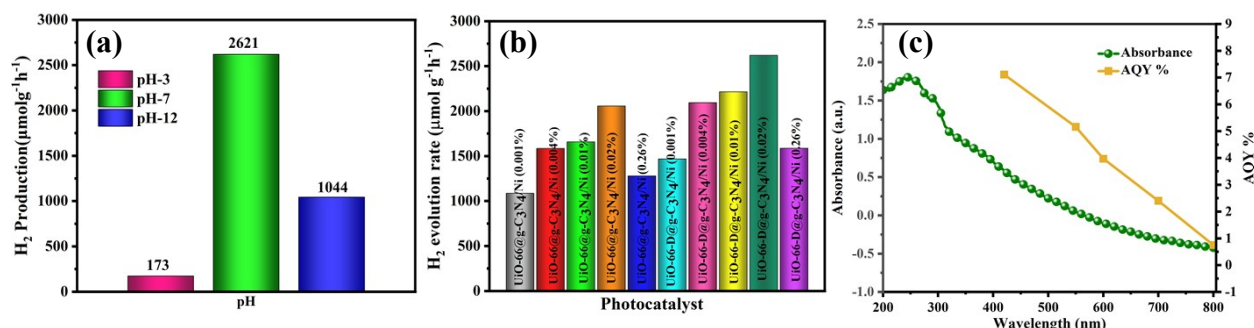 (a)
H2 Production(μmolg-1h-1)
3000
2500
2000
1500
1000
500
0
pH-3
pH-7
pH-12
173
2621
1044
pH
(b)
H2 evolution rate (μmol g-1h-1)
3000
2500
2000
1500
1000
500
0
UiO-66@g-C3N4/Ni (0.001%)
UiO-66@g-C3N4/Ni (0.004%)
UiO-66@g-C3N4/Ni (0.01%)
UiO-66@g-C3N4/Ni (0.02%)
UiO-66@g-C3N4/Ni (0.26%)
UiO-66-D@g-C3N4/Ni (0.001%)
UiO-66-D@g-C3N4/Ni (0.004%)
UiO-66-D@g-C3N4/Ni (0.01%)
UiO-66-D@g-C3N4/Ni (0.02%)
UiO-66-D@g-C3N4/Ni (0.26%)
Photocatalyst
(c)
Absorbance (a.u.)
2.5
2.0
1.5
1.0
0.5
0.0
-0.5
-1.0
Absorbance
AQY %
200 300 400 500 600 700 800
Wavelength (nm)
9
8
7
6
5
4
3
2
1
0
-1
AQY %